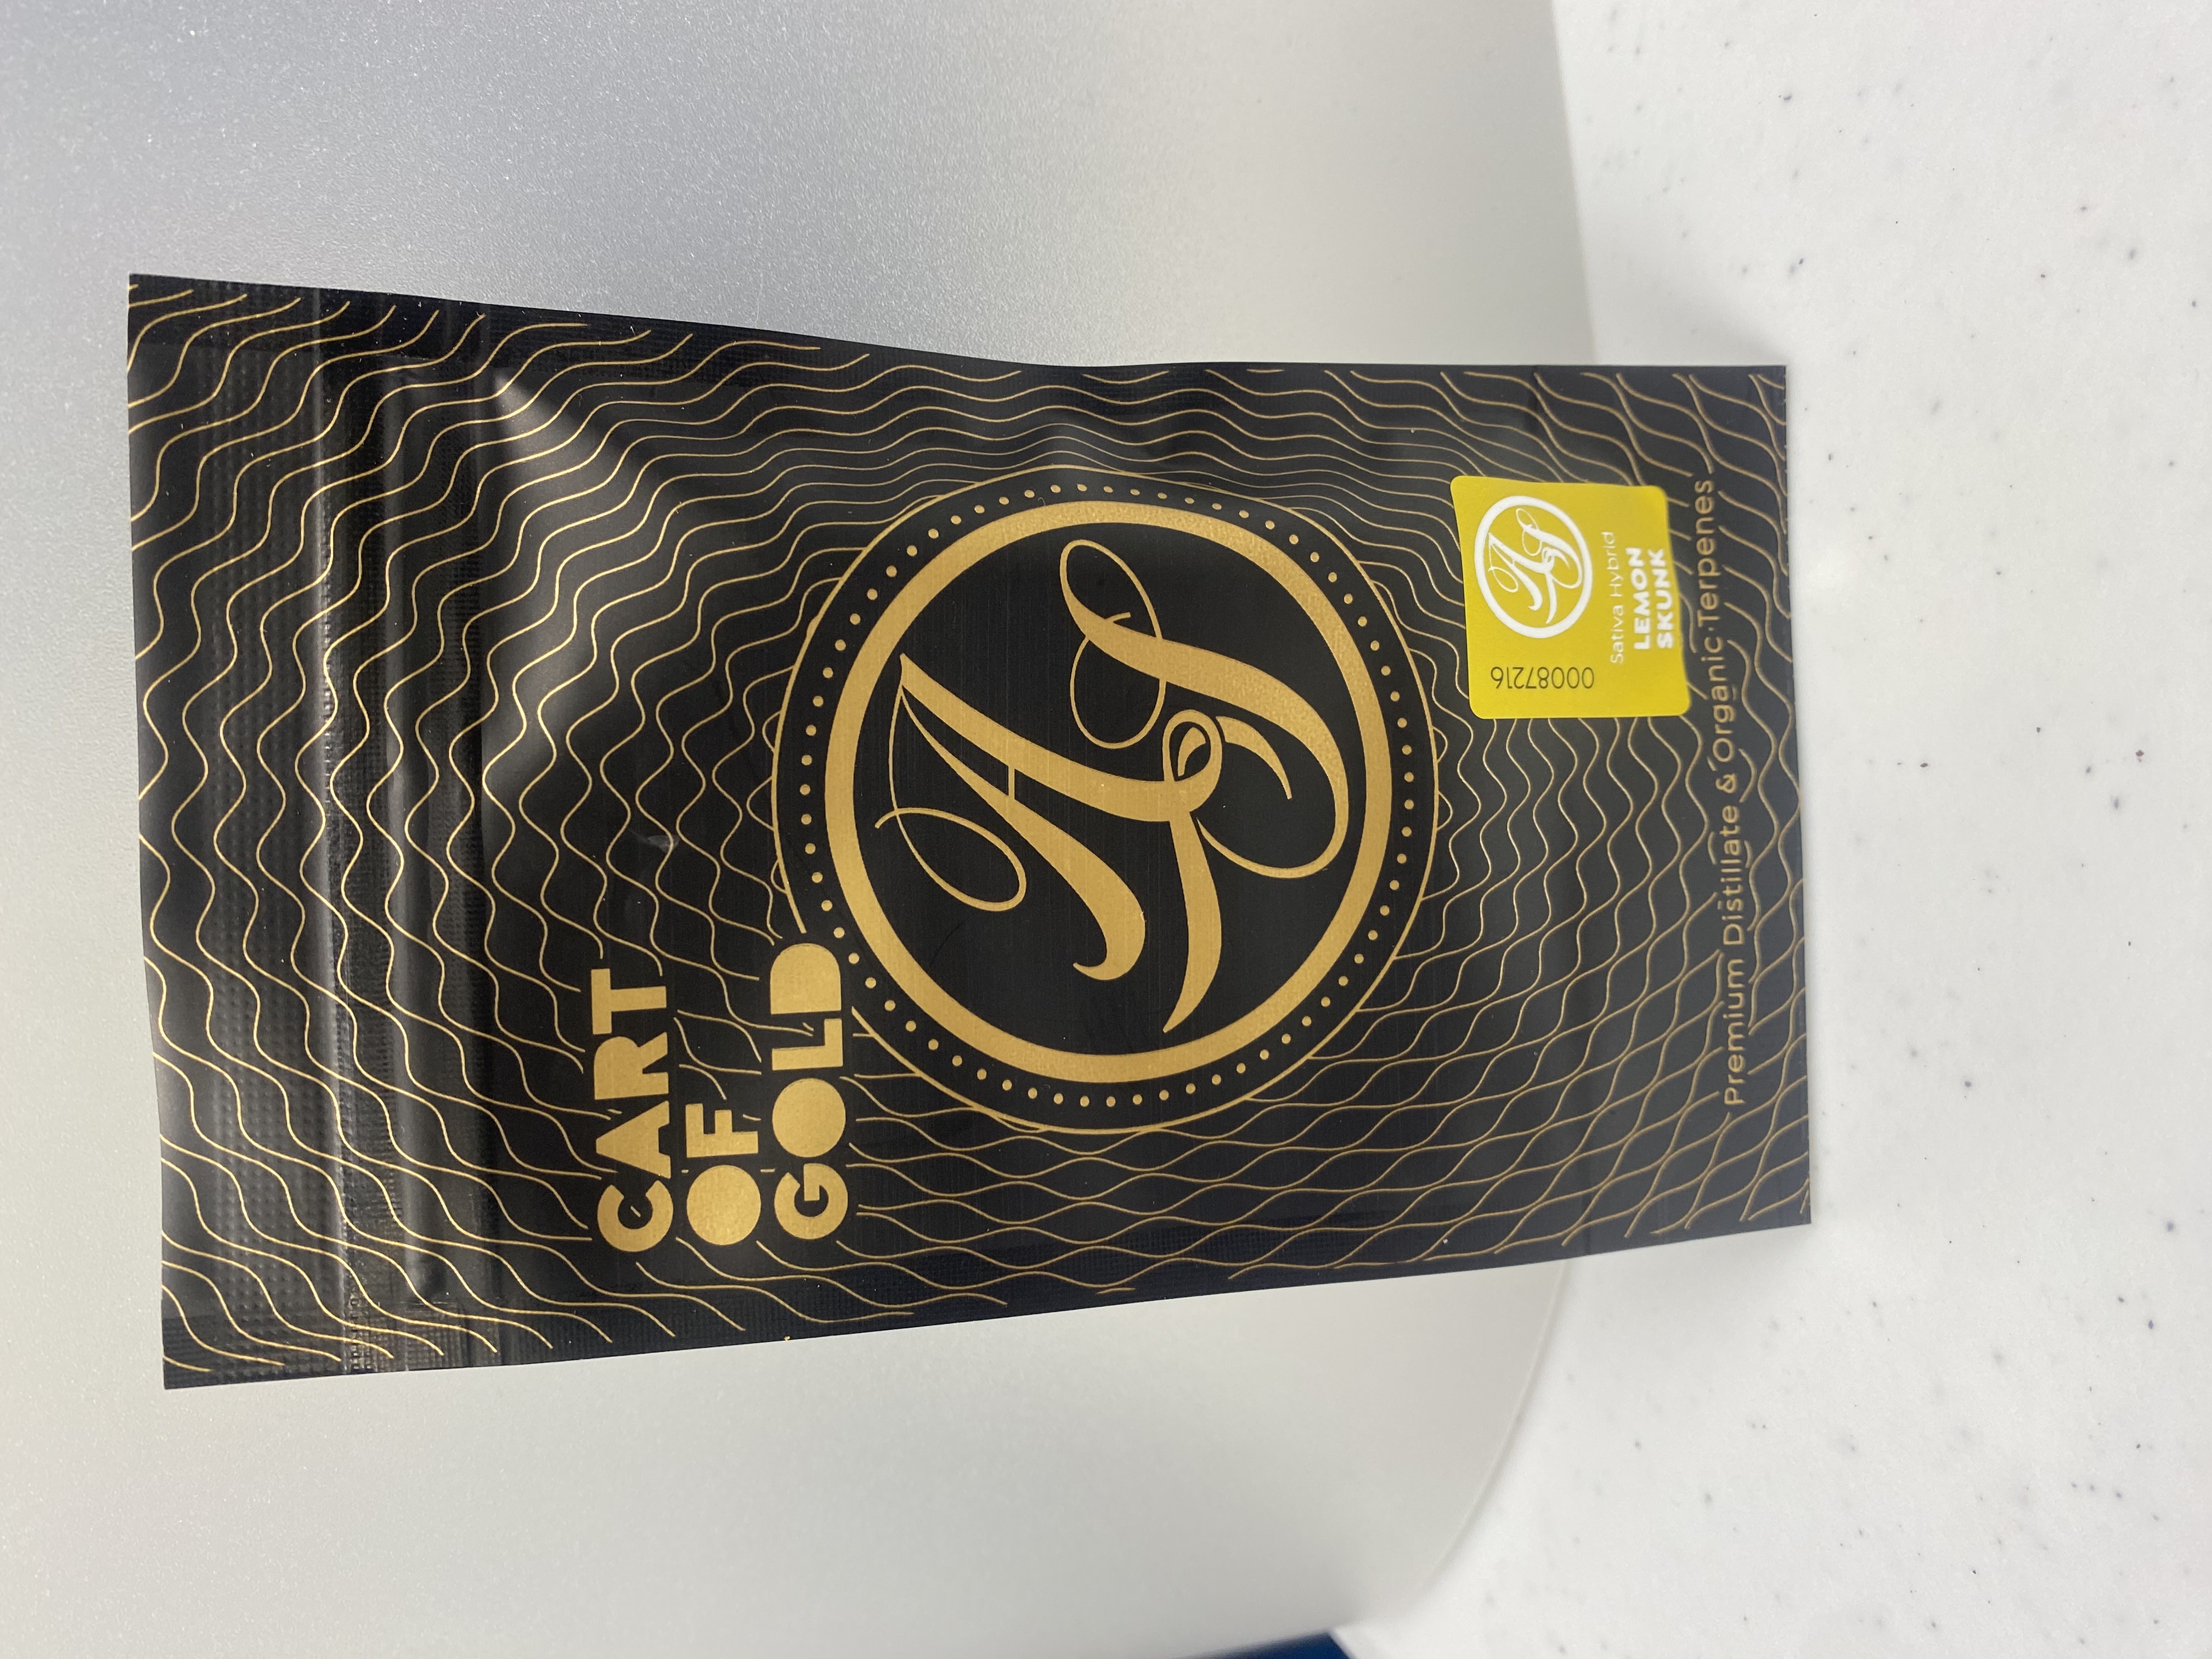 CART
OF
GOLD
00087216
Sativa Hybrid
LEMON
SKUNK
Premium Distillate & Organic Terpenes